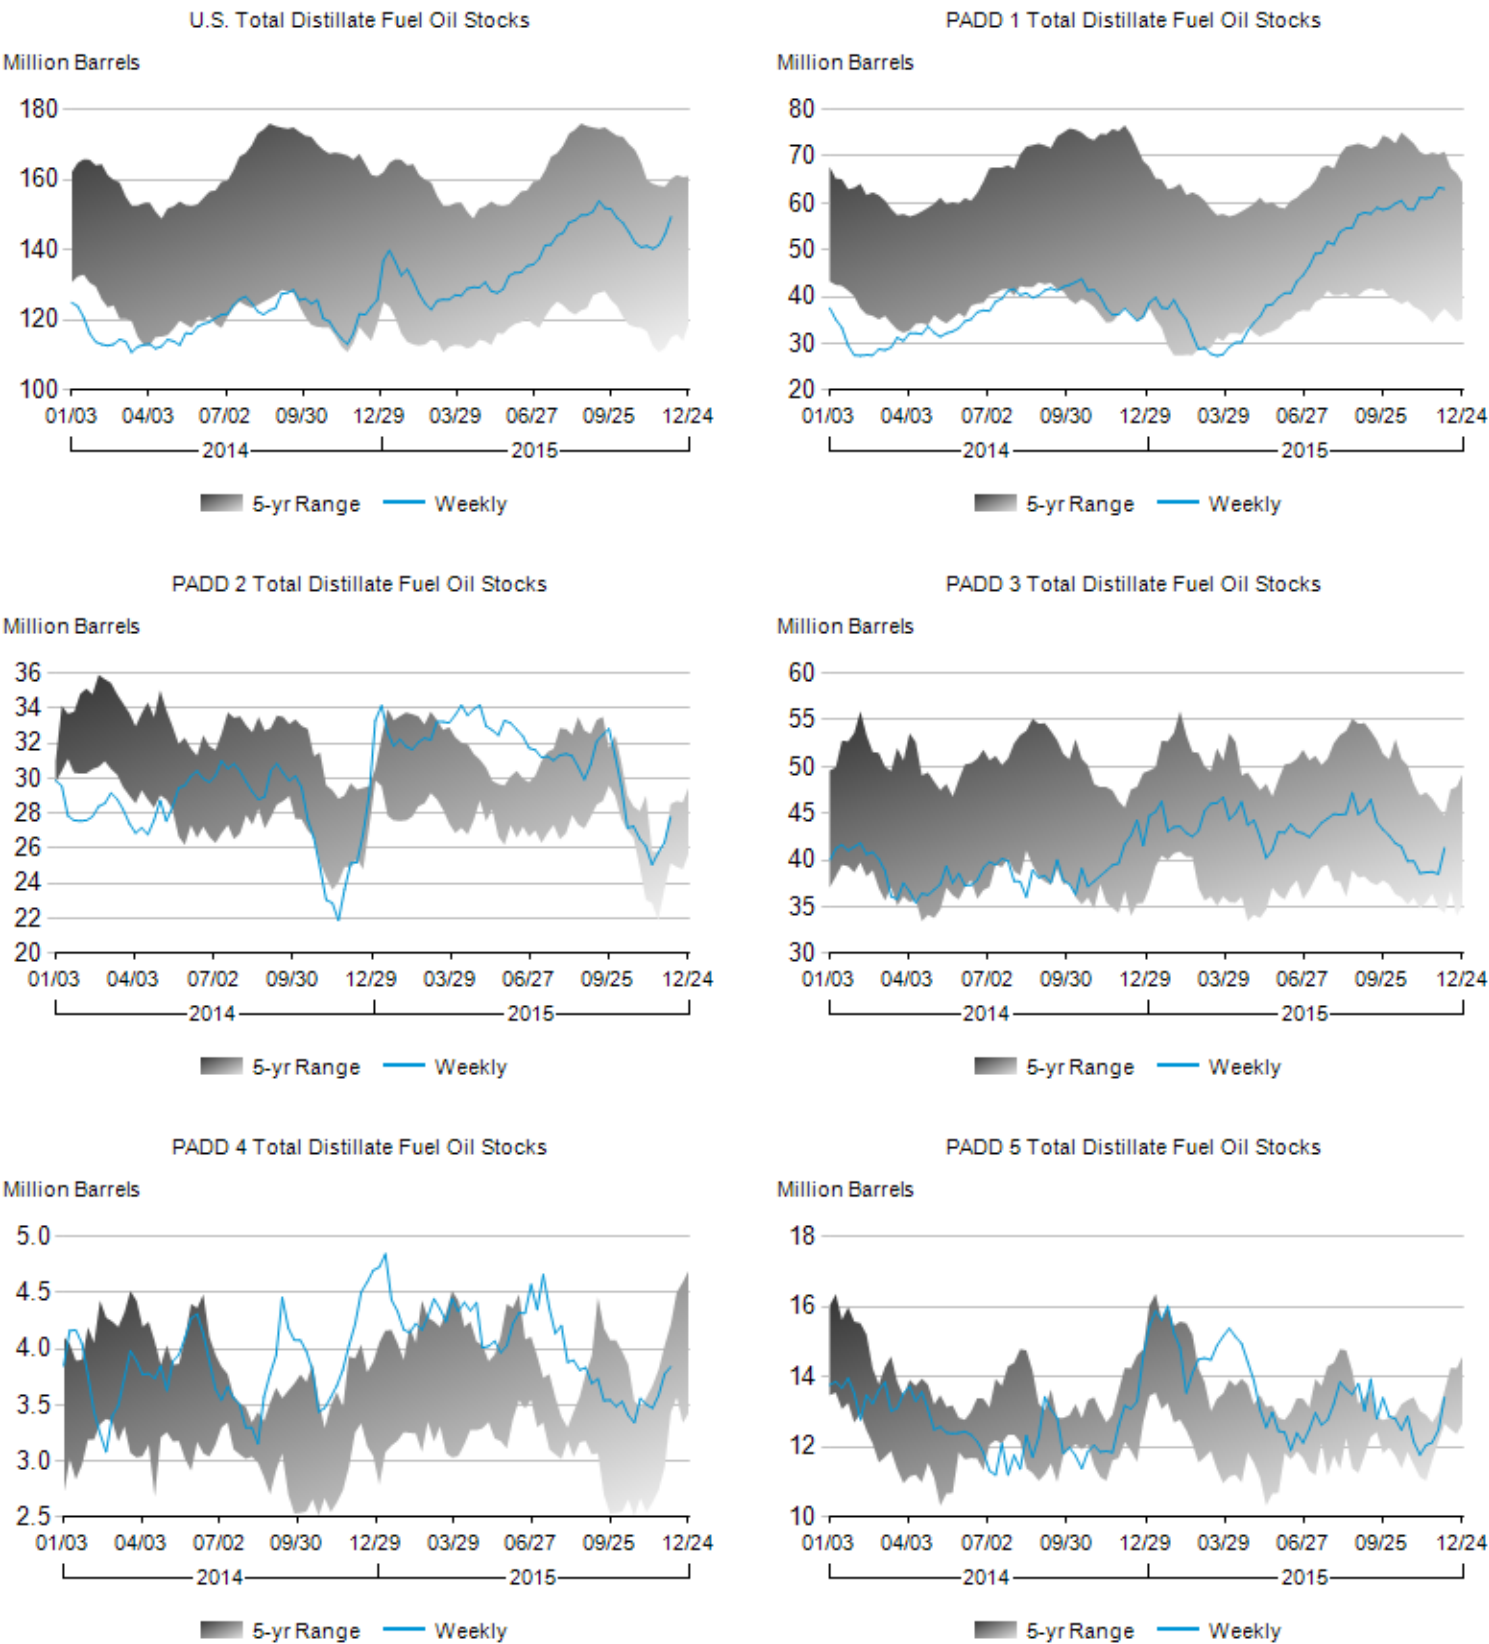 U.S. Total Distillate Fuel Oil Stocks
Million Barrels
180
160
140
120
100
01/03 04/03 07/02 09/30 12/29 03/29 06/27 09/25 12/24
2014 2015
5-yr Range Weekly
PADD 1 Total Distillate Fuel Oil Stocks
Million Barrels
80
70
60
50
40
30
20
01/03 04/03 07/02 09/30 12/29 03/29 06/27 09/25 12/24
2014 2015
5-yr Range Weekly
PADD 2 Total Distillate Fuel Oil Stocks
Million Barrels
36
34
32
30
28
26
24
22
20
01/03 04/03 07/02 09/30 12/29 03/29 06/27 09/25 12/24
2014 2015
5-yr Range Weekly
PADD 3 Total Distillate Fuel Oil Stocks
Million Barrels
60
55
50
45
40
35
30
01/03 04/03 07/02 09/30 12/29 03/29 06/27 09/25 12/24
2014 2015
5-yr Range Weekly
PADD 4 Total Distillate Fuel Oil Stocks
Million Barrels
5.0
4.5
4.0
3.5
3.0
2.5
01/03 04/03 07/02 09/30 12/29 03/29 06/27 09/25 12/24
2014 2015
5-yr Range Weekly
PADD 5 Total Distillate Fuel Oil Stocks
Million Barrels
18
16
14
12
10
01/03 04/03 07/02 09/30 12/29 03/29 06/27 09/25 12/24
2014 2015
5-yr Range Weekly